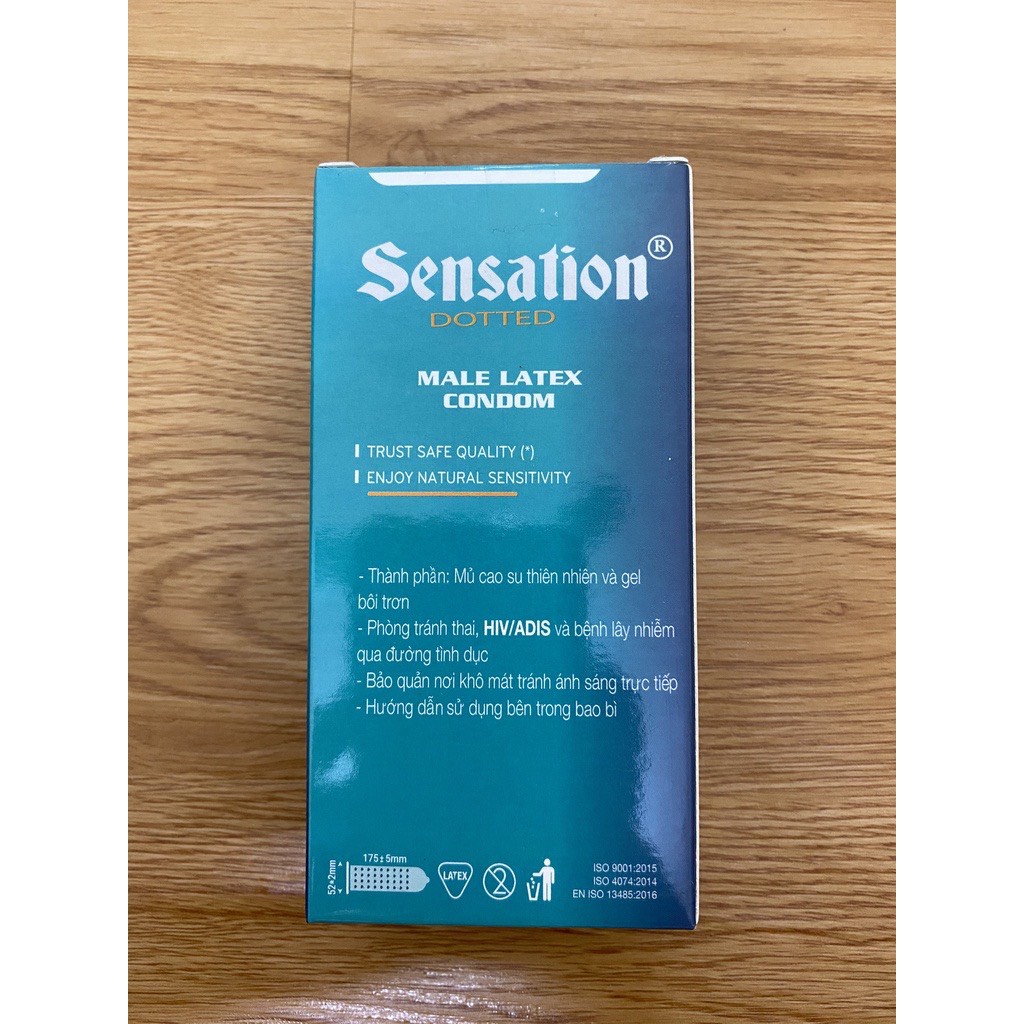 Sensation®
DOTTED
MALE LATEX
CONDOM
TRUST SAFE QUALITY (*)
ENJOY NATURAL SENSITIVITY
- Thành phần: Mủ cao su thiên nhiên và gel
bôi trơn
- Phòng tránh thai, HIV/ADIS và bệnh lây nhiễm
qua đường tình dục
- Bảo quản nơi khô mát tránh ánh sáng trực tiếp
- Hướng dẫn sử dụng bên trong bao bì
175±5mm
52±2mm
LATEX
2
ISO 9001:2015
ISO 4074:2014
EN ISO 13485:2016